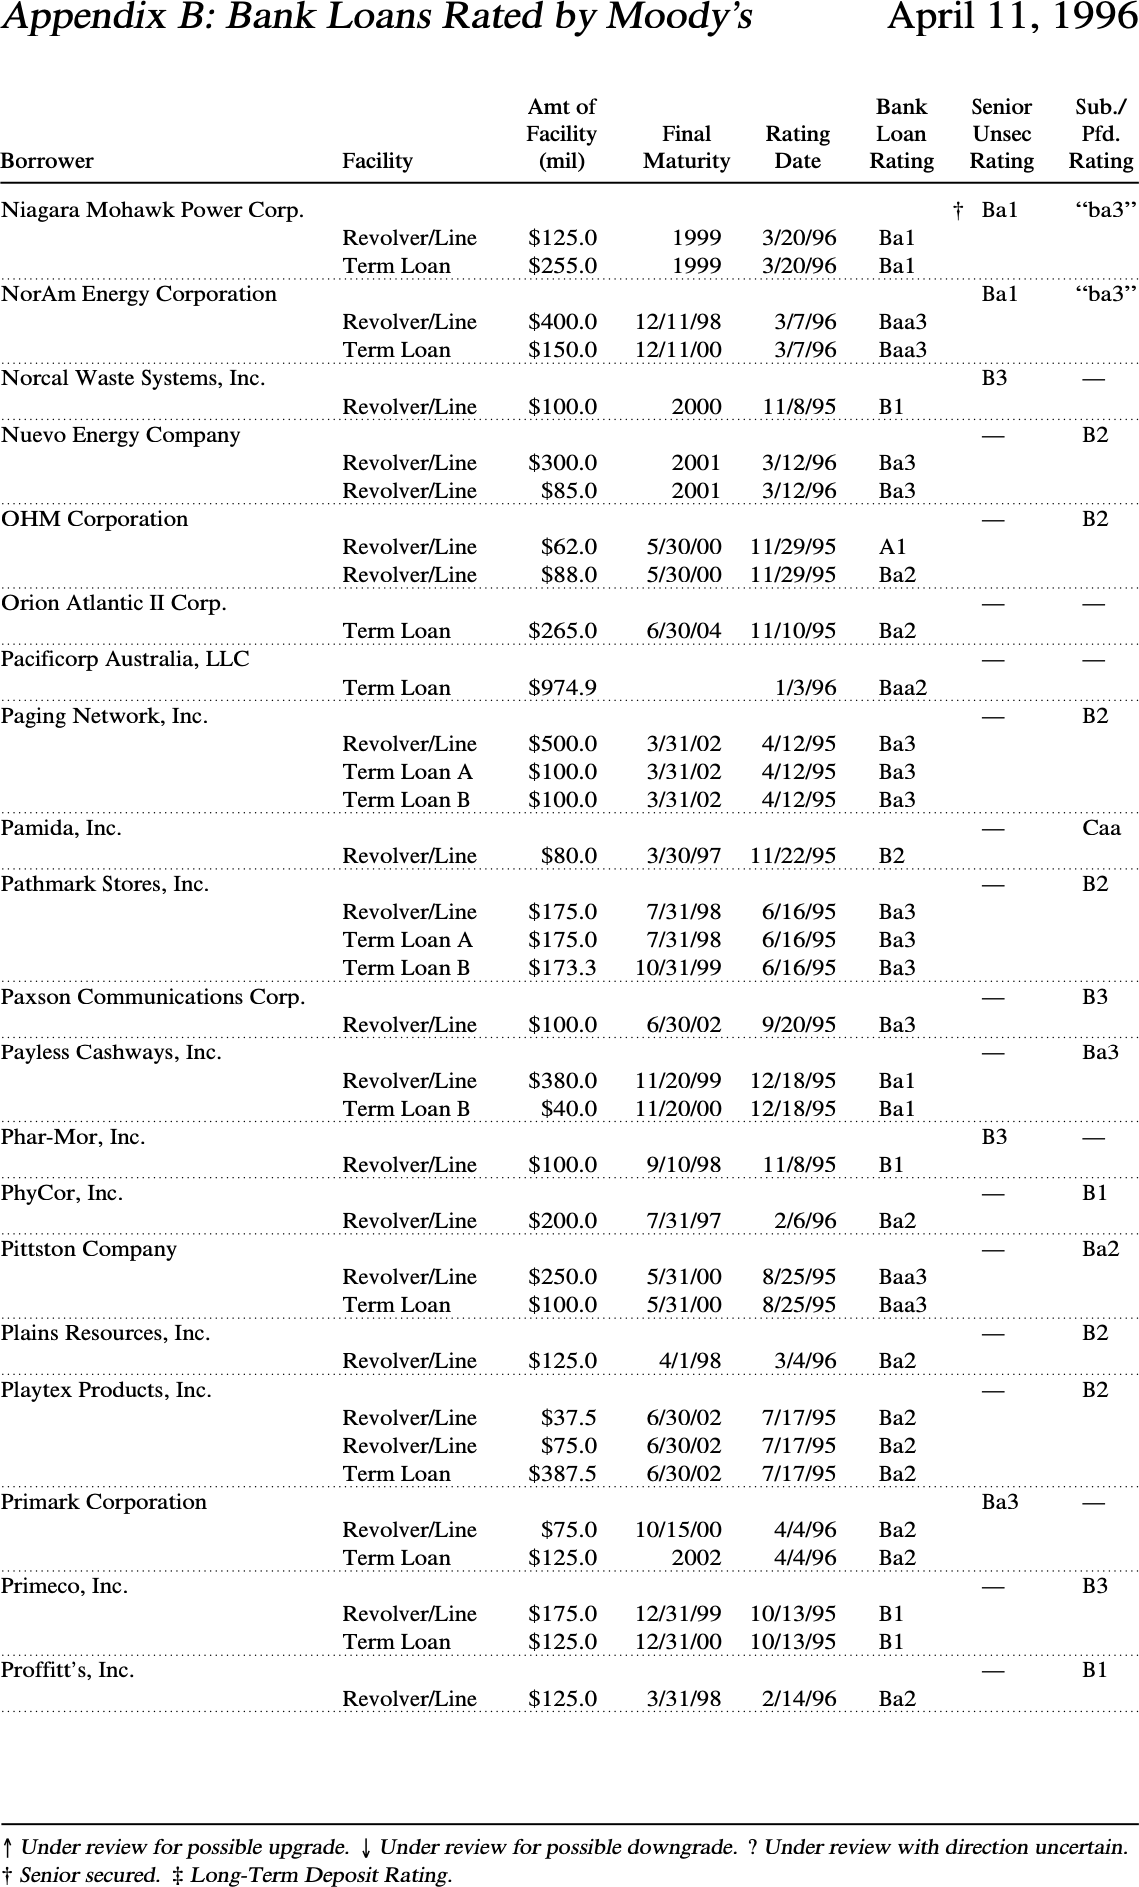 Appendix B: Bank Loans Rated by Moody's April 11, 1996
Amt of Bank Senior Sub./
Facility Final Rating Loan Unsec Pfd.
Borrower Facility (mil) Maturity Date Rating Rating Rating
Niagara Mohawk Power Corp. † Ba1 “ba3”
Revolver/Line $125.0 1999 3/20/96 Ba1
Term Loan $255.0 1999 3/20/96 Ba1
NorAm Energy Corporation Ba1 “ba3”
Revolver/Line $400.0 12/11/98 3/7/96 Baa3
Term Loan $150.0 12/11/00 3/7/96 Baa3
Norcal Waste Systems, Inc. B3 —
Revolver/Line $100.0 2000 11/8/95 B1
Nuevo Energy Company — B2
Revolver/Line $300.0 2001 3/12/96 Ba3
Revolver/Line $85.0 2001 3/12/96 Ba3
OHM Corporation — B2
Revolver/Line $62.0 5/30/00 11/29/95 A1
Revolver/Line $88.0 5/30/00 11/29/95 Ba2
Orion Atlantic II Corp. — —
Term Loan $265.0 6/30/04 11/10/95 Ba2
Pacificorp Australia, LLC — —
Term Loan $974.9 1/3/96 Baa2
Paging Network, Inc. — B2
Revolver/Line $500.0 3/31/02 4/12/95 Ba3
Term Loan A $100.0 3/31/02 4/12/95 Ba3
Term Loan B $100.0 3/31/02 4/12/95 Ba3
Pamida, Inc. — Caa
Revolver/Line $80.0 3/30/97 11/22/95 B2
Pathmark Stores, Inc. — B2
Revolver/Line $175.0 7/31/98 6/16/95 Ba3
Term Loan A $175.0 7/31/98 6/16/95 Ba3
Term Loan B $173.3 10/31/99 6/16/95 Ba3
Paxson Communications Corp. — B3
Revolver/Line $100.0 6/30/02 9/20/95 Ba3
Payless Cashways, Inc. — Ba3
Revolver/Line $380.0 11/20/99 12/18/95 Ba1
Term Loan B $40.0 11/20/00 12/18/95 Ba1
Phar-Mor, Inc. B3 —
Revolver/Line $100.0 9/10/98 11/8/95 B1
PhyCor, Inc. — B1
Revolver/Line $200.0 7/31/97 2/6/96 Ba2
Pittston Company — Ba2
Revolver/Line $250.0 5/31/00 8/25/95 Baa3
Term Loan $100.0 5/31/00 8/25/95 Baa3
Plains Resources, Inc. — B2
Revolver/Line $125.0 4/1/98 3/4/96 Ba2
Playtex Products, Inc. — B2
Revolver/Line $37.5 6/30/02 7/17/95 Ba2
Revolver/Line $75.0 6/30/02 7/17/95 Ba2
Term Loan $387.5 6/30/02 7/17/95 Ba2
Primark Corporation Ba3 —
Revolver/Line $75.0 10/15/00 4/4/96 Ba2
Term Loan $125.0 2002 4/4/96 Ba2
Primeco, Inc. — B3
Revolver/Line $175.0 12/31/99 10/13/95 B1
Term Loan $125.0 12/31/00 10/13/95 B1
Proffitt's, Inc. — B1
Revolver/Line $125.0 3/31/98 2/14/96 Ba2
↑ Under review for possible upgrade. ↓ Under review for possible downgrade. ? Under review with direction uncertain.
† Senior secured. ‡ Long-Term Deposit Rating.